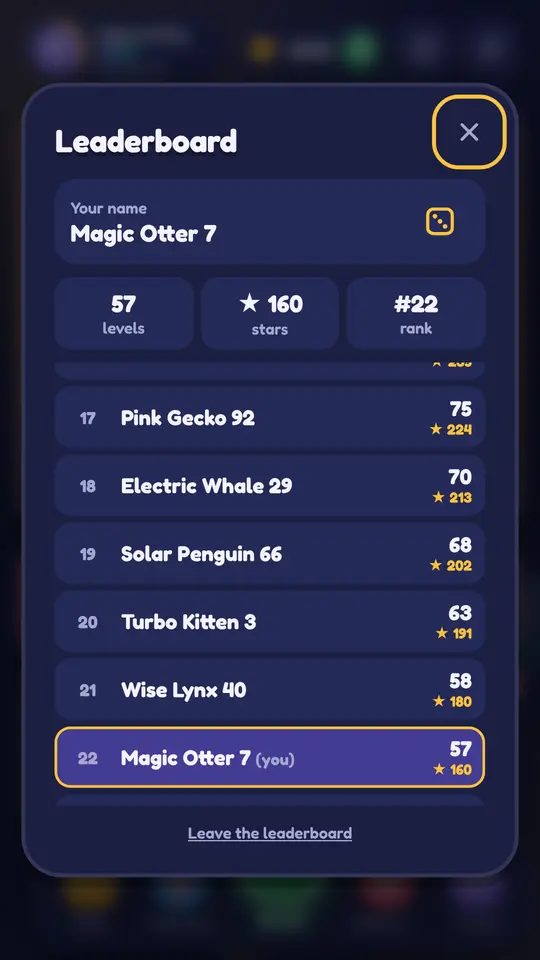 Leaderboard
Your name
Magic Otter 7
57
levels
★ 160
stars
#22
rank
17
Pink Gecko 92
75
★ 224
18
Electric Whale 29
70
★ 213
19
Solar Penguin 66
68
★ 202
20
Turbo Kitten 3
63
★ 191
21
Wise Lynx 40
58
★ 180
22
Magic Otter 7 (you)
57
★ 160
Leave the leaderboard